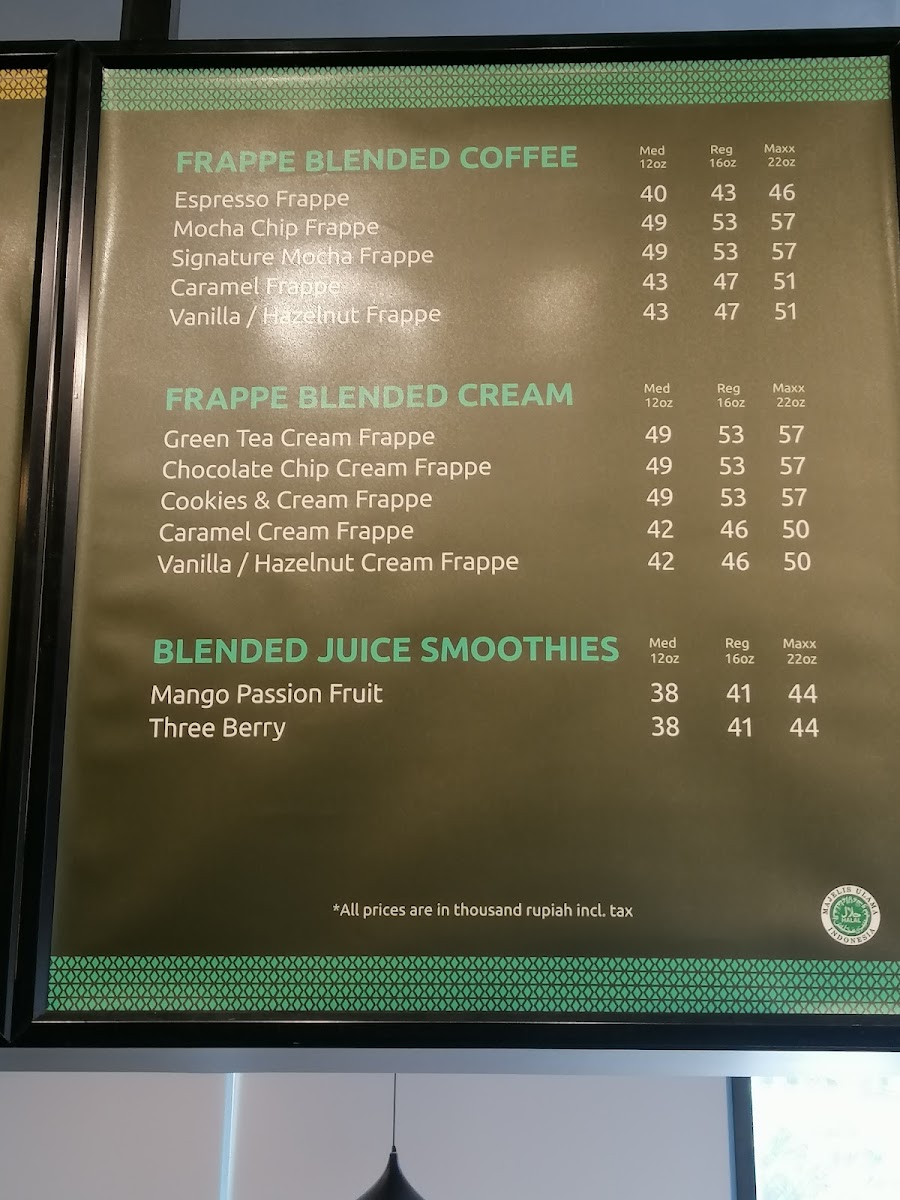 FRAPPE BLENDED COFFEE Med 12oz Reg 16oz Maxx 22oz
Espresso Frappe 40 43 46
Mocha Chip Frappe 49 53 57
Signature Mocha Frappe 49 53 57
Caramel Frappe 43 47 51
Vanilla / Hazelnut Frappe 43 47 51
FRAPPE BLENDED CREAM Med 12oz Reg 16oz Maxx 22oz
Green Tea Cream Frappe 49 53 57
Chocolate Chip Cream Frappe 49 53 57
Cookies & Cream Frappe 49 53 57
Caramel Cream Frappe 42 46 50
Vanilla / Hazelnut Cream Frappe 42 46 50
BLENDED JUICE SMOOTHIES Med 12oz Reg 16oz Maxx 22oz
Mango Passion Fruit 38 41 44
Three Berry 38 41 44
*All prices are in thousand rupiah incl. tax
MAJELIS ULAMA INDONESIA
حلال
HALAL